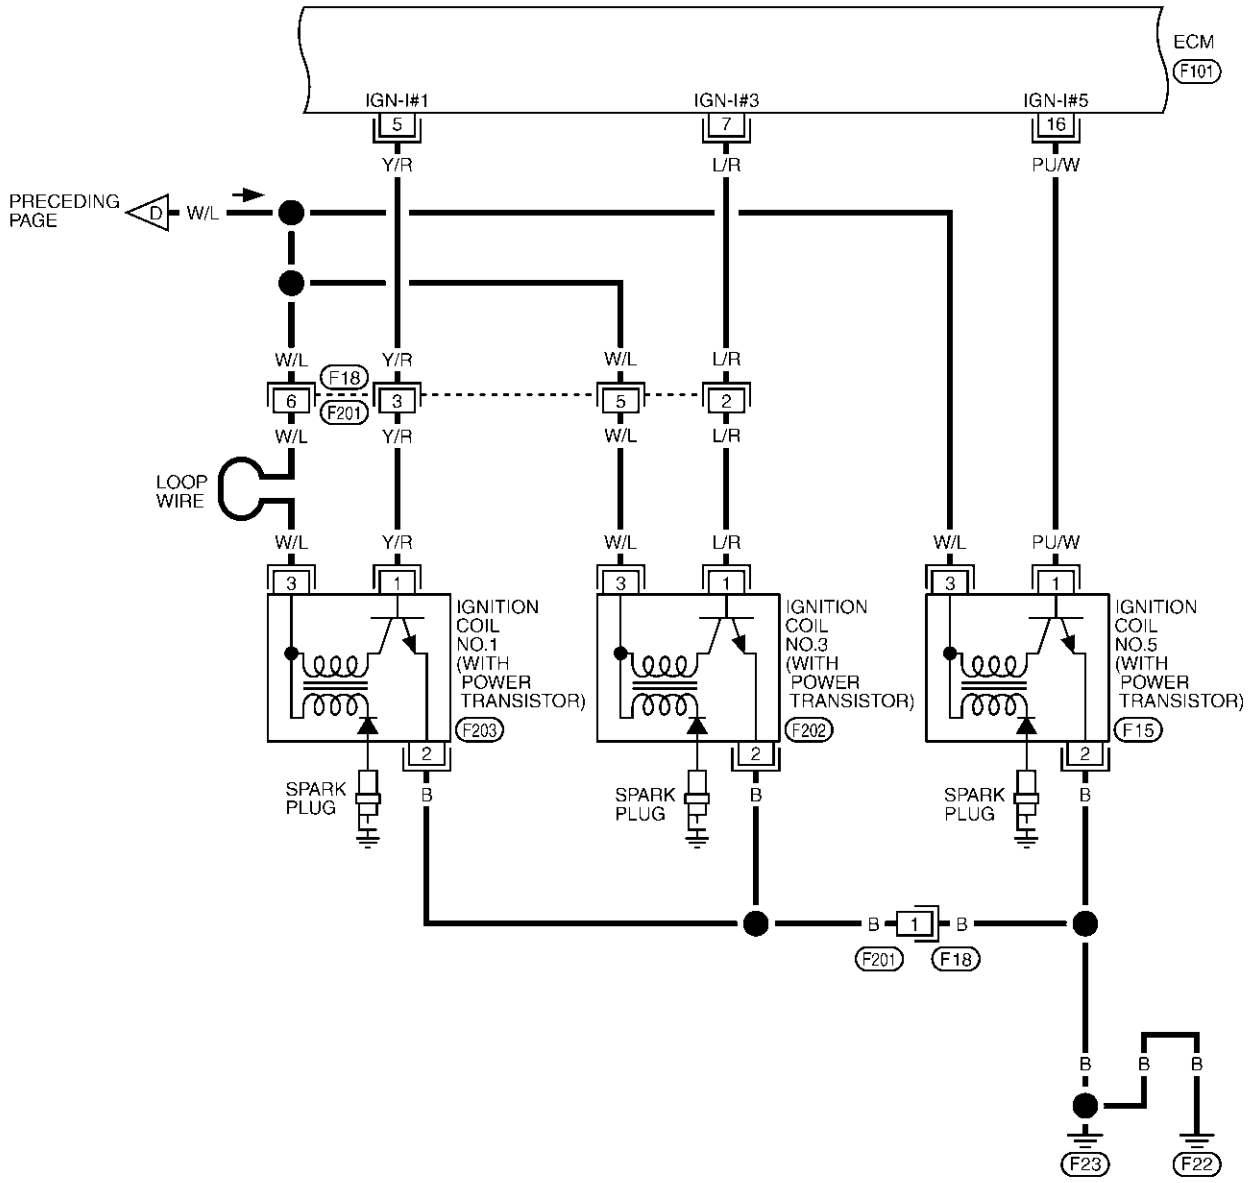 ECM
F101
IGN-I#1 IGN-I#3 IGN-I#5
5 7 16
Y/R L/R PU/W
PRECEDING
PAGE
D W/L
W/L Y/R W/L L/R
F18
6 3 5 2
F201
W/L Y/R W/L L/R
LOOP
WIRE
W/L Y/R W/L L/R W/L PU/W
3 1 3 1 3 1
IGNITION
COIL
NO.1
(WITH
POWER
TRANSISTOR)
F203
IGNITION
COIL
NO.3
(WITH
POWER
TRANSISTOR)
F202
IGNITION
COIL
NO.5
(WITH
POWER
TRANSISTOR)
F15
2 2 2
SPARK
PLUG
B
SPARK
PLUG
B
SPARK
PLUG
B
B 1 B
F201 F18
B B B
F23 F22